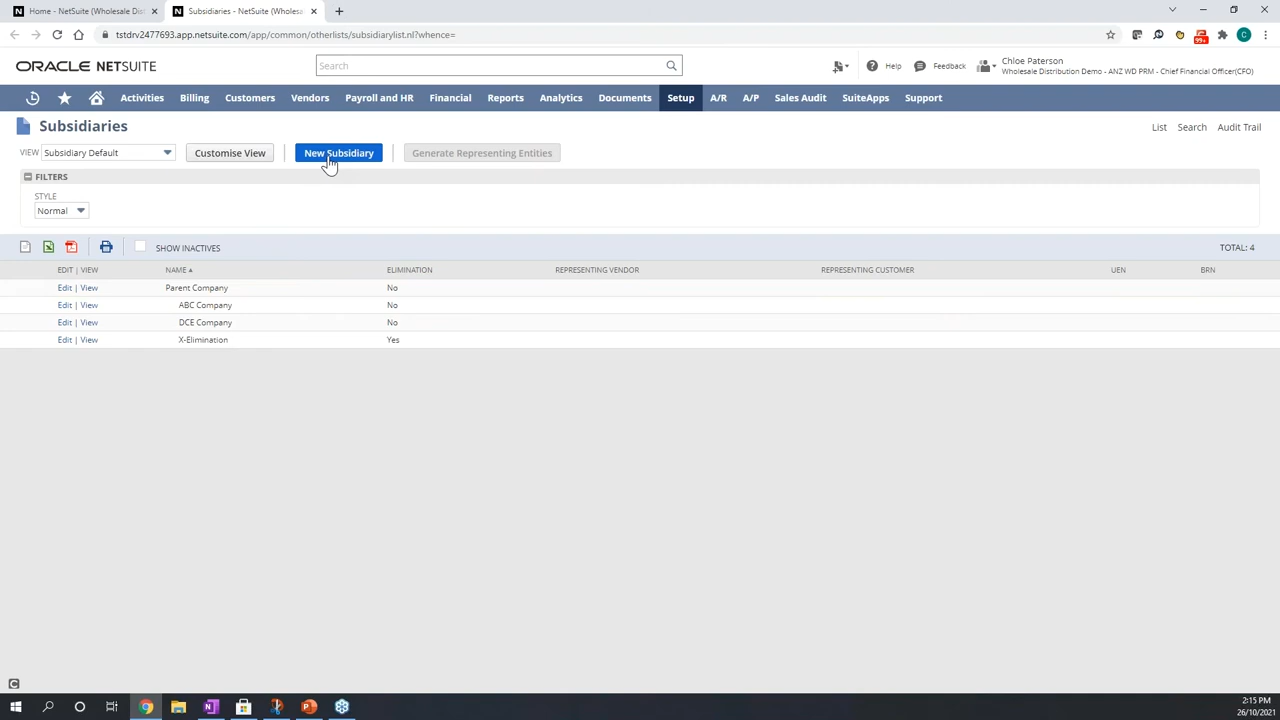 Home - NetSuite (Wholesale Dist
Subsidiaries - NetSuite (Wholesa
tstdrv2477693.app.netsuite.com/app/common/otherlists/subsidiarylist.nl?whence=
99+
C
ORACLE NETSUITE
Search
Help
Feedback
Chloe Paterson
Wholesale Distribution Demo - ANZ WD PRM - Chief Financial Officer(CFO)
Activities
Billing
Customers
Vendors
Payroll and HR
Financial
Reports
Analytics
Documents
Setup
A/R
A/P
Sales Audit
SuiteApps
Support
Subsidiaries
List
Search
Audit Trail
VIEW
Subsidiary Default
Customise View
New Subsidiary
Generate Representing Entities
FILTERS
STYLE
Normal
SHOW INACTIVES
TOTAL: 4
EDIT | VIEW NAME ELIMINATION REPRESENTING VENDOR REPRESENTING CUSTOMER UEN BRN
Edit | View Parent Company No
Edit | View ABC Company No
Edit | View DCE Company No
Edit | View X-Elimination Yes
2:15 PM
26/10/2021